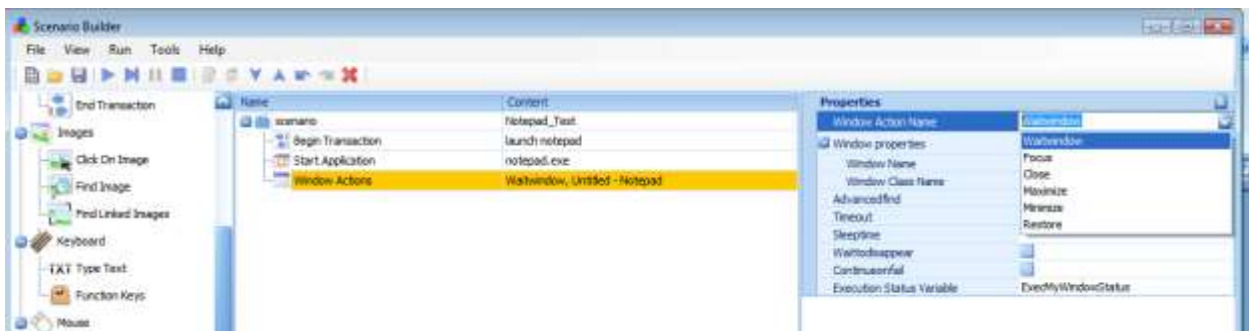 Scenario Builder
File View Run Tools Help
End Transaction
Images
Click On Image
Find Image
Find Linked Images
Keyboard
TXT Type Text
Function Keys
Mouse
Name Content
scenario Notepad_Test
Begin Transaction launch notepad
Start Application notepad.exe
Window Actions Waitwindow, Untitled - Notepad
Properties
Window Action Name Waitwindow
Waitwindow
Window properties
Focus
Window Name
Close
Window Class Name
Maximize
Advancedfind
Minimize
Timeout
Restore
Sleeptime
Waittodisappear
Continueonfail
Execution Status Variable ExecMyWindowStatus